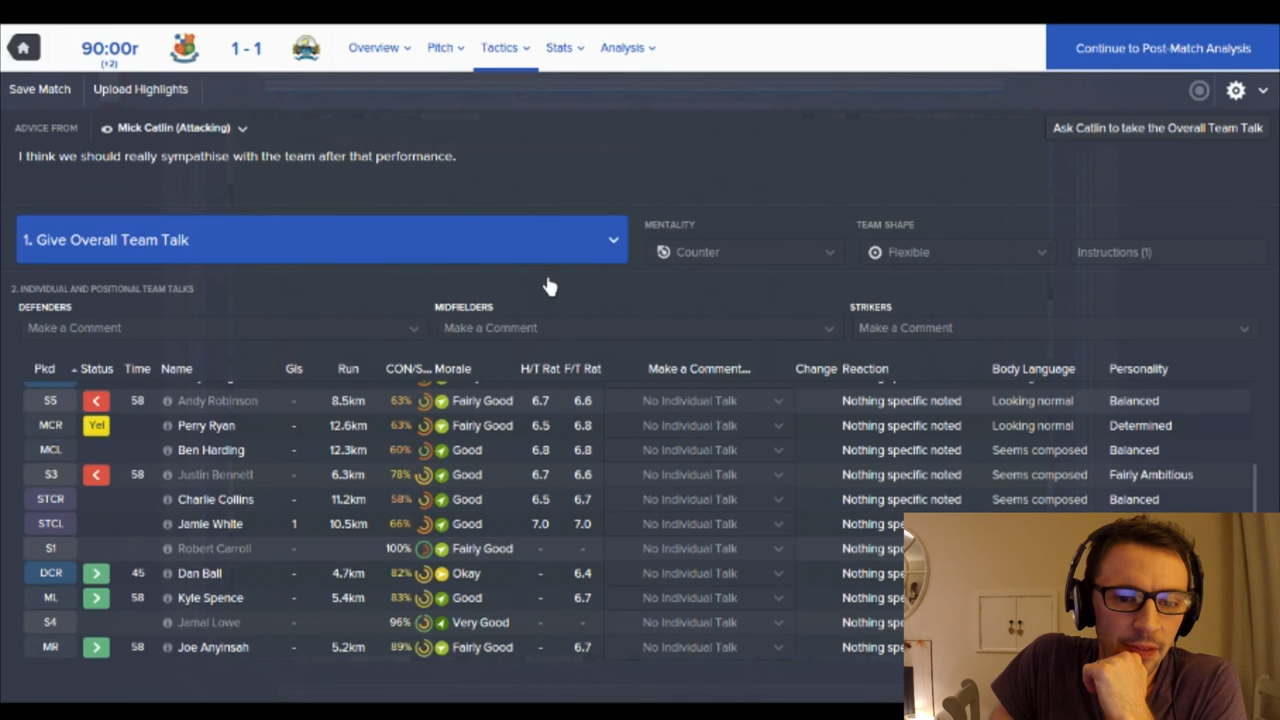 90:00r
(+2)
1 - 1
Overview
Pitch
Tactics
Stats
Analysis
Continue to Post-Match Analysis
Save Match
Upload Highlights
ADVICE FROM
Mick Catlin (Attacking)
Ask Catlin to take the Overall Team Talk
I think we should really sympathise with the team after that performance.
1. Give Overall Team Talk
MENTALITY
Counter
TEAM SHAPE
Flexible
Instructions (1)
2. INDIVIDUAL AND POSITIONAL TEAM TALKS
DEFENDERS
MIDFIELDERS
STRIKERS
Make a Comment
Make a Comment
Make a Comment
Pkd Status Time Name Gls Run CON/S... Morale H/T Rat F/T Rat Make a Comment... Change Reaction Body Language Personality
S5 58 Andy Robinson - 8.5km 63% Fairly Good 6.7 6.6 No Individual Talk Nothing specific noted Looking normal Balanced
MCR Yel Perry Ryan - 12.6km 63% Fairly Good 6.5 6.8 No Individual Talk Nothing specific noted Looking normal Determined
MCL Ben Harding - 12.3km 60% Good 6.8 6.8 No Individual Talk Nothing specific noted Seems composed Balanced
S3 58 Justin Bennett - 6.3km 78% Good 6.7 6.6 No Individual Talk Nothing specific noted Seems composed Fairly Ambitious
STCR Charlie Collins - 11.2km 58% Good 6.5 6.7 No Individual Talk Nothing specific noted Seems composed Balanced
STCL Jamie White 1 10.5km 66% Good 7.0 7.0 No Individual Talk Nothing spe
S1 Robert Carroll 100% Fairly Good - - No Individual Talk Nothing spe
DCR 45 Dan Ball - 4.7km 82% Okay - 6.4 No Individual Talk Nothing spe
ML 58 Kyle Spence - 5.4km 83% Good - 6.7 No Individual Talk Nothing spe
S4 Jamal Lowe 96% Very Good - - No Individual Talk Nothing spe
MR 58 Joe Anyinsah - 5.2km 89% Fairly Good - 6.7 No Individual Talk Nothing spe